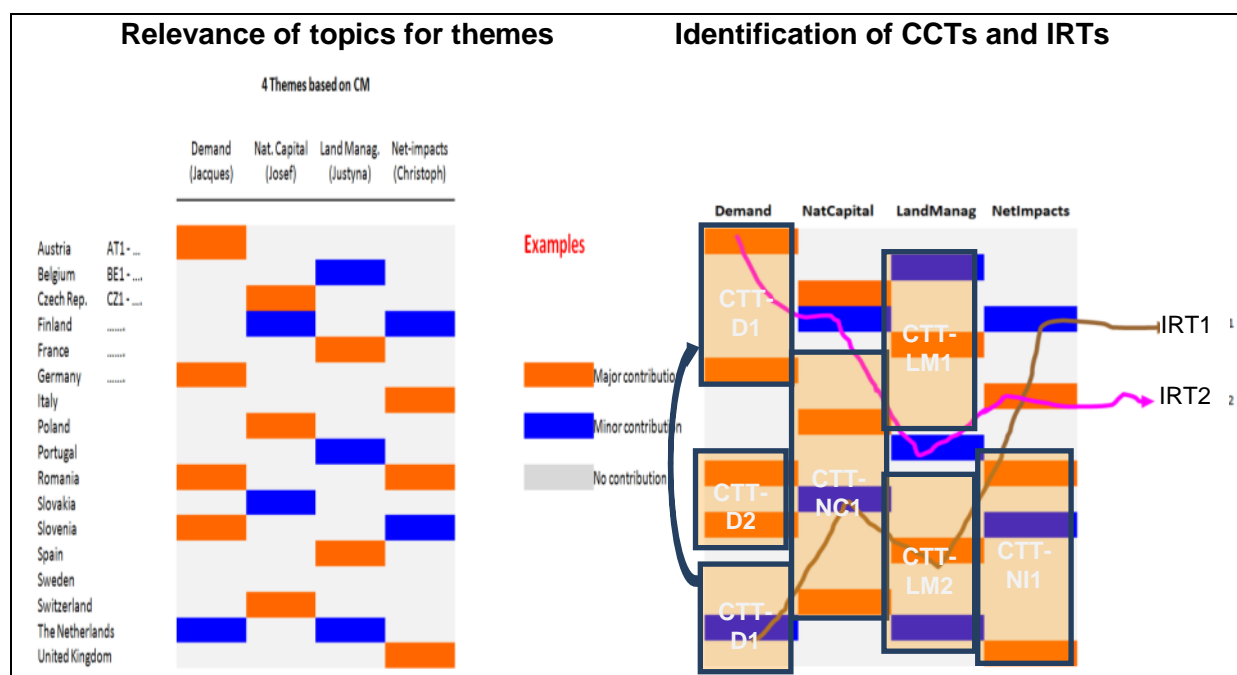 Relevance of topics for themes
Identification of CCTs and IRTs
4 Themes based on CM
Demand Nat. Capital Land Manag. Net-impacts
(Jacques) (Josef) (Justyna) (Christoph)
Austria AT1 - ...
Belgium BE1 - ....
Czech Rep. CZ1 - ....
Finland .......
France .......
Germany .......
Italy
Poland
Portugal
Romania
Slovakia
Slovenia
Spain
Sweden
Switzerland
The Netherlands
United Kingdom
Examples
Major contribution
Minor contribution
No contribution
Demand NatCapital LandManag NetImpacts
CTT-
D1
CTT-
LM1
CTT-
D2
CTT-
NC1
CTT-
D1
CTT-
LM2
CTT-
NI1
IRT1 1
IRT2 2